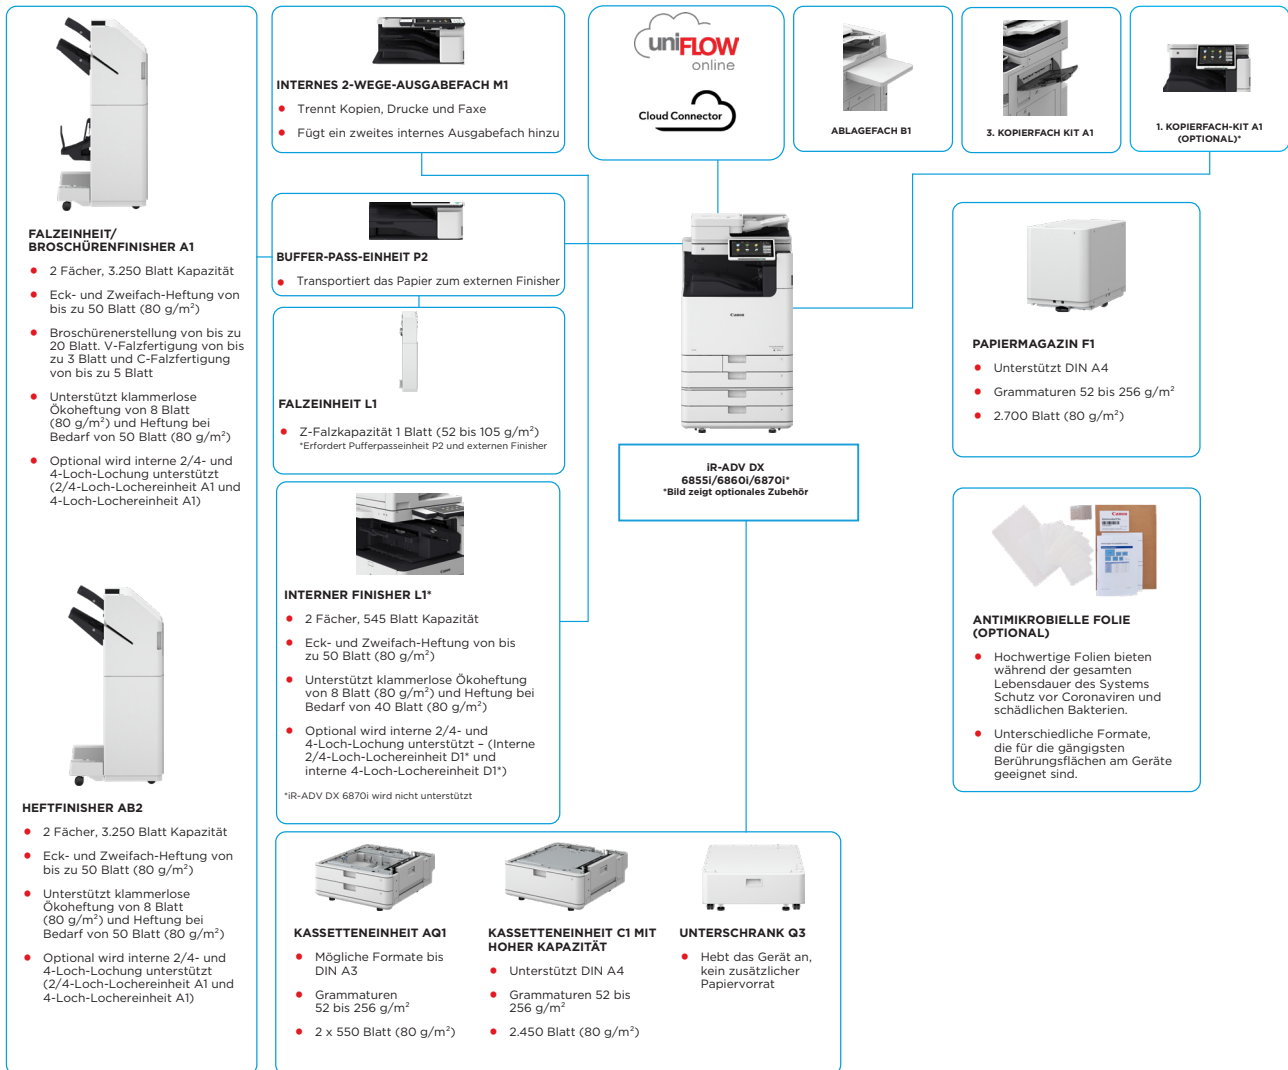 FALZEINHEIT/
BROSCHÜRENFINISHER A1
2 Fächer, 3.250 Blatt Kapazität
Eck- und Zweifach-Heftung von
bis zu 50 Blatt (80 g/m²)
Broschürenerstellung von bis zu
20 Blatt. V-Falzfertigung von bis
zu 3 Blatt und C-Falzfertigung
von bis zu 5 Blatt
Unterstützt klammerlose
Ökoheftung von 8 Blatt
(80 g/m²) und Heftung bei
Bedarf von 50 Blatt (80 g/m²)
Optional wird interne 2/4- und
4-Loch-Lochung unterstützt
(2/4-Loch-Lochereinheit A1 und
4-Loch-Lochereinheit A1)
HEFTFINISHER AB2
2 Fächer, 3.250 Blatt Kapazität
Eck- und Zweifach-Heftung von
bis zu 50 Blatt (80 g/m²)
Unterstützt klammerlose
Ökoheftung von 8 Blatt
(80 g/m²) und Heftung bei
Bedarf von 50 Blatt (80 g/m²)
Optional wird interne 2/4- und
4-Loch-Lochung unterstützt
(2/4-Loch-Lochereinheit A1 und
4-Loch-Lochereinheit A1)
INTERNES 2-WEGE-AUSGABEFACH M1
Trennt Kopien, Drucke und Faxe
Fügt ein zweites internes Ausgabefach hinzu
BUFFER-PASS-EINHEIT P2
Transportiert das Papier zum externen Finisher
FALZEINHEIT L1
Z-Falzkapazität 1 Blatt (52 bis 105 g/m²)
*Erfordert Pufferpasseinheit P2 und externen Finisher
Canon
INTERNER FINISHER L1*
2 Fächer, 545 Blatt Kapazität
Eck- und Zweifach-Heftung von bis
zu 50 Blatt (80 g/m²)
Unterstützt klammerlose Ökoheftung
von 8 Blatt (80 g/m²) und Heftung bei
Bedarf von 40 Blatt (80 g/m²)
Optional wird interne 2/4- und
4-Loch-Lochung unterstützt – (Interne
2/4-Loch-Lochereinheit D1* und
interne 4-Loch-Lochereinheit D1*)
*iR-ADV DX 6870i wird nicht unterstützt
KASSETTENEINHEIT AQ1
Mögliche Formate bis
DIN A3
Grammaturen
52 bis 256 g/m²
2 x 550 Blatt (80 g/m²)
KASSETTENEINHEIT C1 MIT
HOHER KAPAZITÄT
Unterstützt DIN A4
Grammaturen 52 bis
256 g/m²
2.450 Blatt (80 g/m²)
UNTERSCHRANK Q3
Hebt das Gerät an,
kein zusätzlicher
Papiervorrat
uniFLOW
online
Cloud Connector
Canon
iR-ADV DX
6855i/6860i/6870i*
*Bild zeigt optionales Zubehör
ABLAGEFACH B1
3. KOPIERFACH KIT A1
1. KOPIERFACH-KIT A1
(OPTIONAL)*
PAPIERMAGAZIN F1
Unterstützt DIN A4
Grammaturen 52 bis 256 g/m²
2.700 Blatt (80 g/m²)
Canon
ANTIMIKROBIELLE FOLIE
(OPTIONAL)
Hochwertige Folien bieten
während der gesamten
Lebensdauer des Systems
Schutz vor Coronaviren und
schädlichen Bakterien.
Unterschiedliche Formate,
die für die gängigsten
Berührungsflächen am Geräte
geeignet sind.